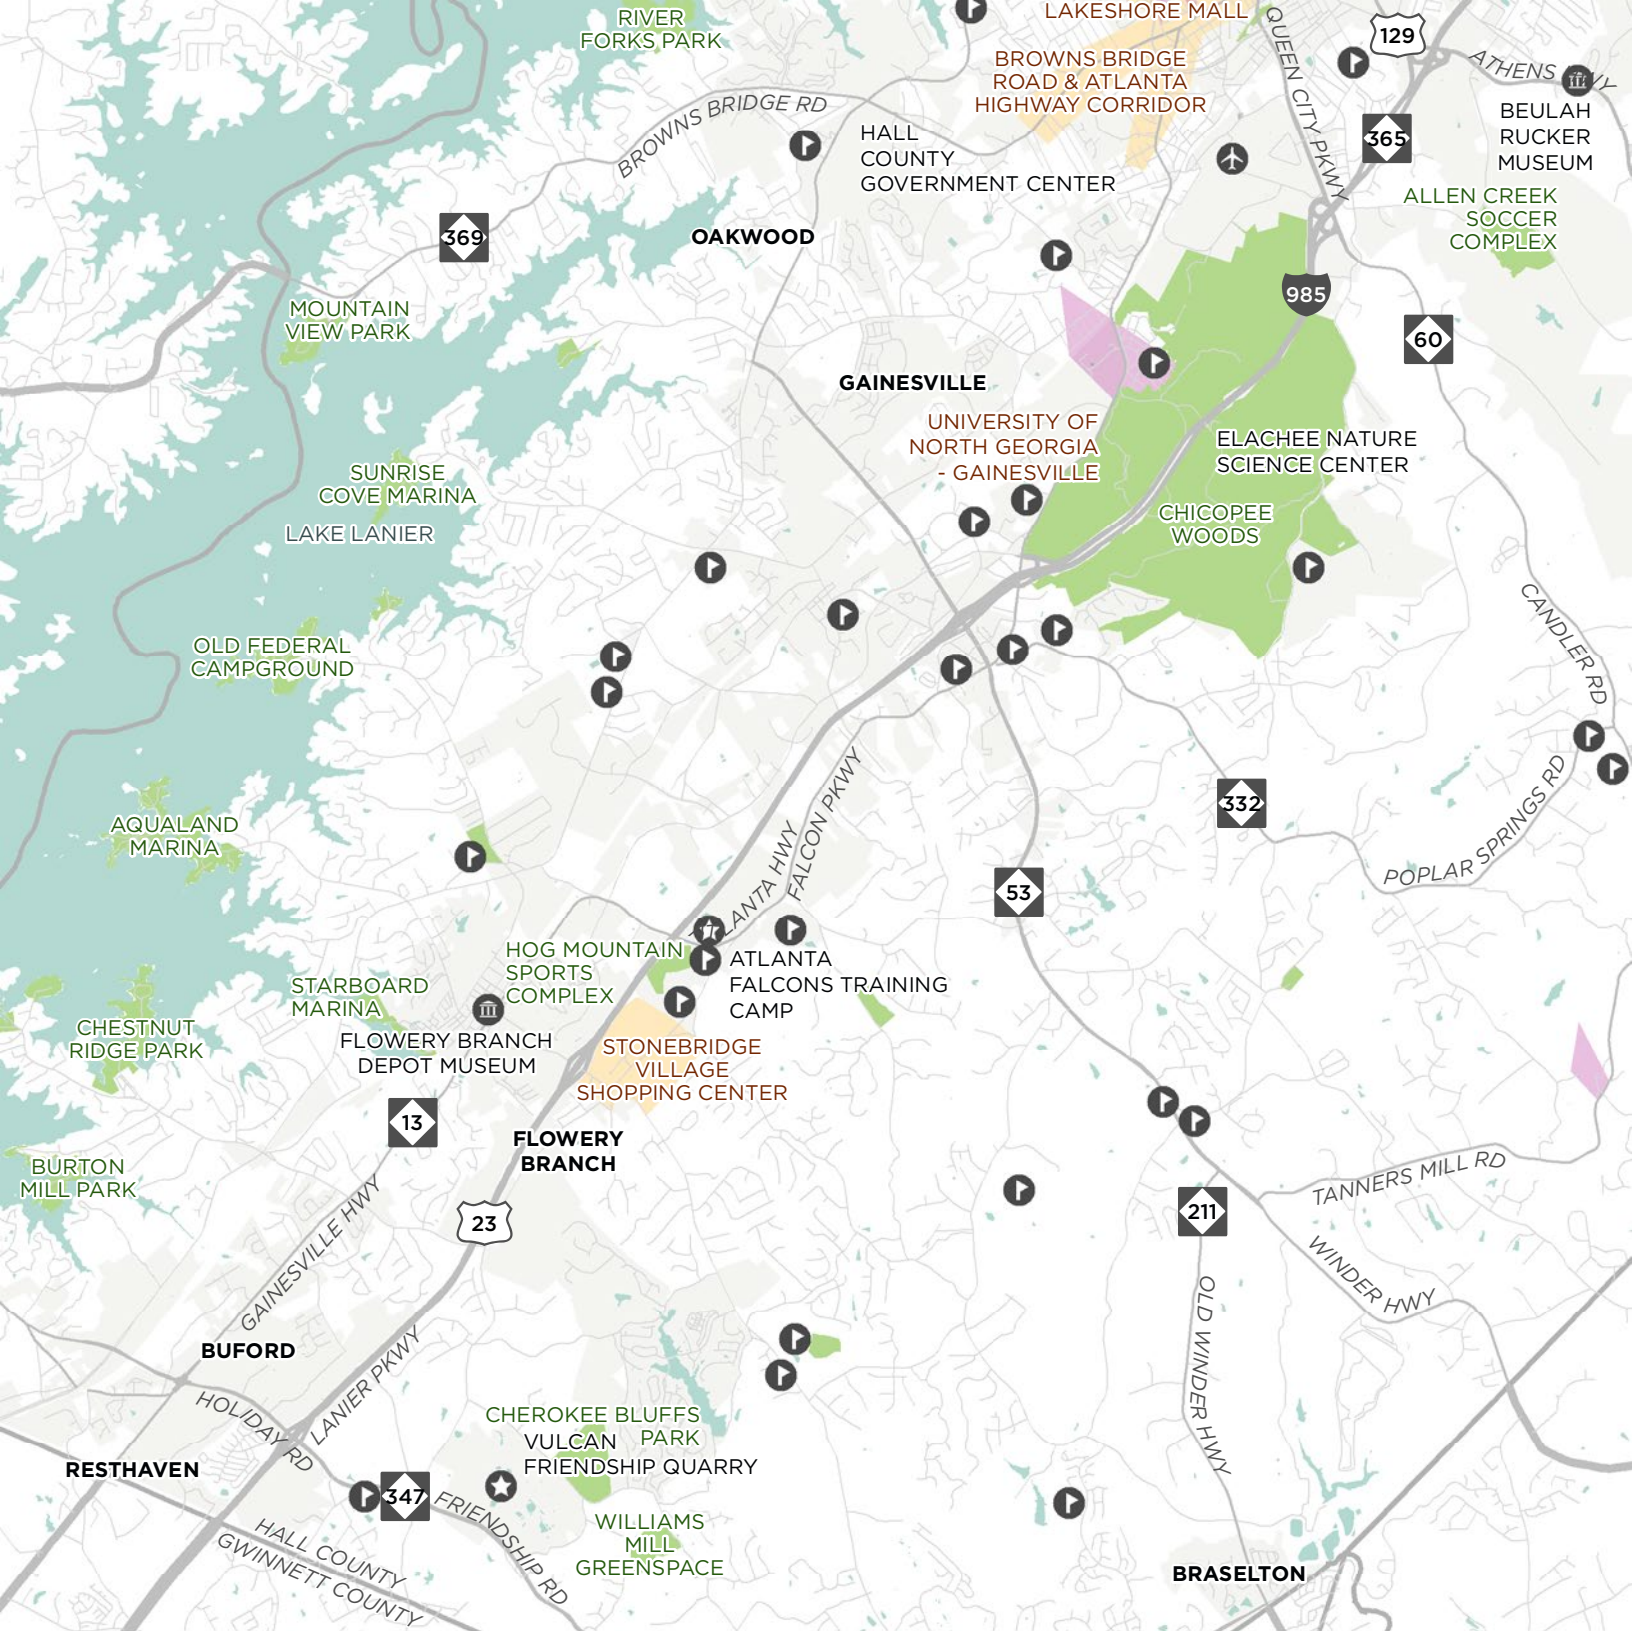 RIVER
FORKS PARK
LAKESHORE MALL
QUEEN CITY PKWY
129
ATHENS
BROWNS BRIDGE
ROAD & ATLANTA
HIGHWAY CORRIDOR
BROWNS BRIDGE RD
BEULAH
RUCKER
MUSEUM
HALL
COUNTY
GOVERNMENT CENTER
365
ALLEN CREEK
SOCCER
COMPLEX
369
OAKWOOD
985
MOUNTAIN
VIEW PARK
60
GAINESVILLE
UNIVERSITY OF
NORTH GEORGIA
- GAINESVILLE
ELACHEE NATURE
SCIENCE CENTER
SUNRISE
COVE MARINA
LAKE LANIER
CHICOPEE
WOODS
CANDLER RD
OLD FEDERAL
CAMPGROUND
332
POPLAR SPRINGS RD
FALCON PKWY
LANTA HWY
AQUALAND
MARINA
53
HOG MOUNTAIN
SPORTS
COMPLEX
ATLANTA
FALCONS TRAINING
CAMP
STARBOARD
MARINA
CHESTNUT
RIDGE PARK
FLOWERY BRANCH
DEPOT MUSEUM
STONEBRIDGE
VILLAGE
SHOPPING CENTER
13
FLOWERY
BRANCH
BURTON
MILL PARK
TANNERS MILL RD
211
23
GAINESVILLE HWY
WINDER HWY
OLD WINDER HWY
BUFORD
LANIER PKWY
HOLIDAY RD
CHEROKEE BLUFFS
PARK
VULCAN
FRIENDSHIP QUARRY
RESTHAVEN
347
FRIENDSHIP RD
WILLIAMS
MILL
GREENSPACE
HALL COUNTY
GWINNETT COUNTY
BRASELTON